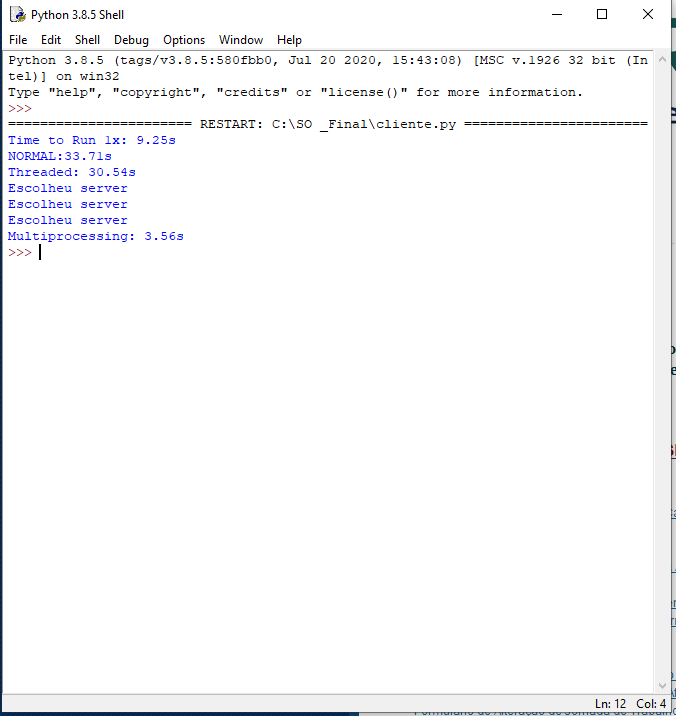 Python 3.8.5 Shell
File Edit Shell Debug Options Window Help
Python 3.8.5 (tags/v3.8.5:580fbb0, Jul 20 2020, 15:43:08) [MSC v.1926 32 bit (In
tel)] on win32
Type "help", "copyright", "credits" or "license()" for more information.
>>>
======================= RESTART: C:\SO _Final\cliente.py =======================
Time to Run 1x: 9.25s
NORMAL:33.71s
Threaded: 30.54s
Escolheu server
Escolheu server
Escolheu server
Multiprocessing: 3.56s
>>>
Ln: 12 Col: 4